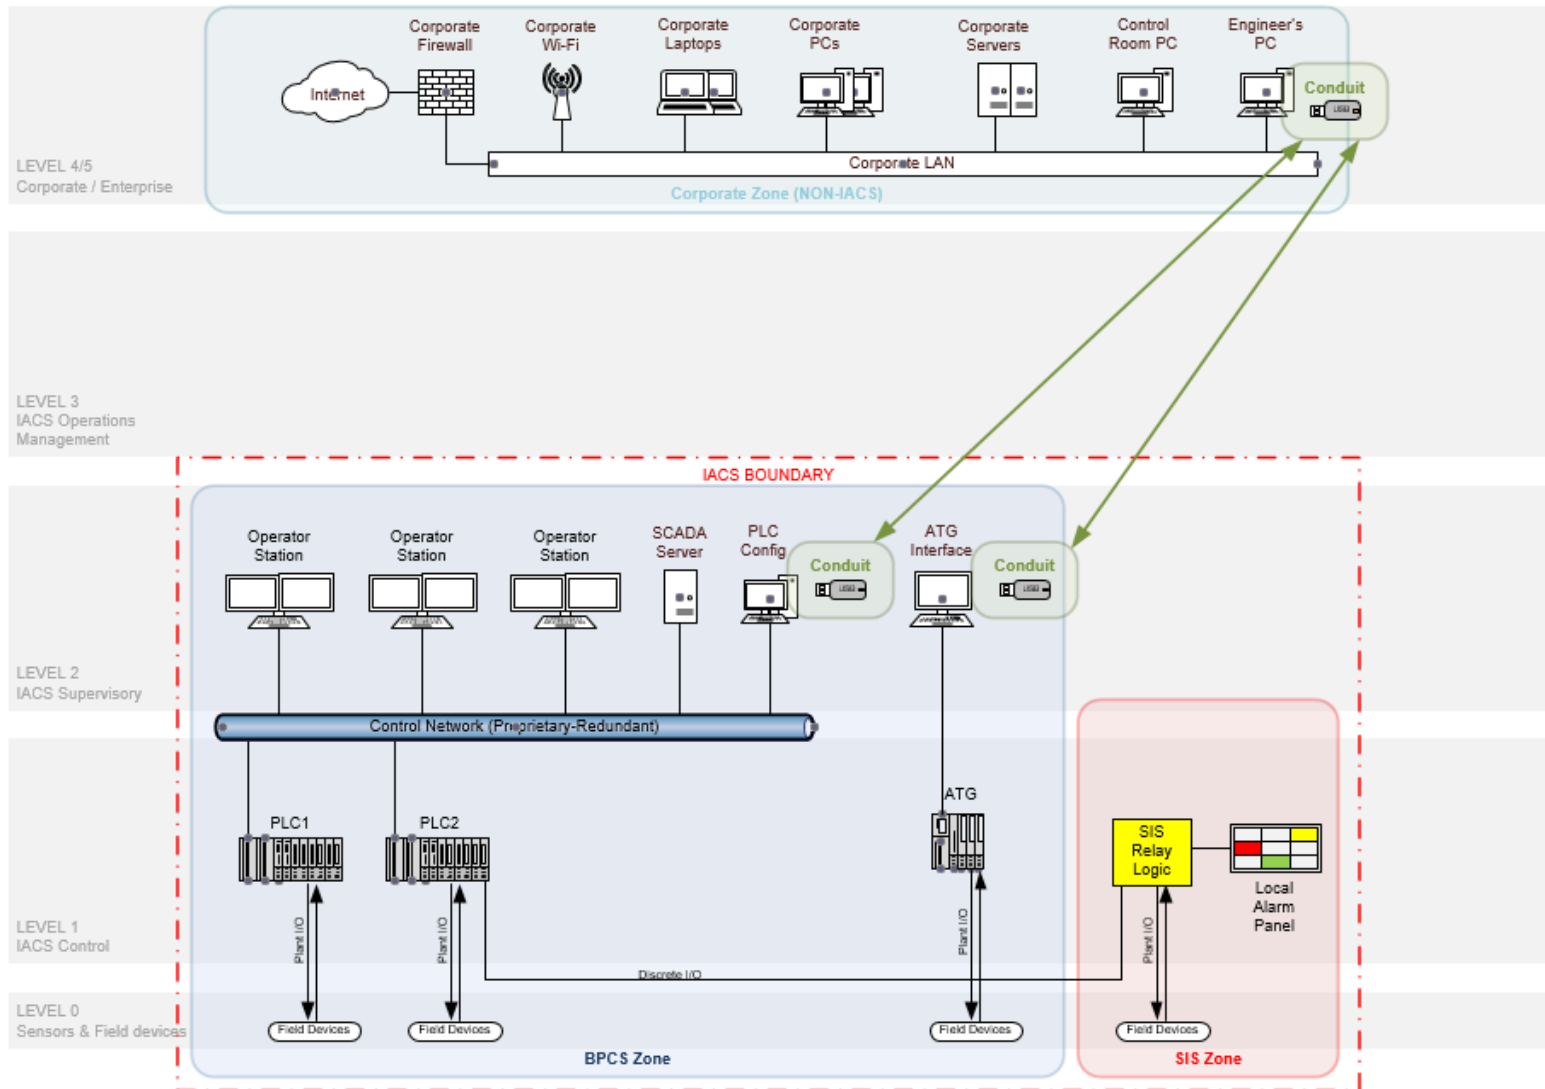 Corporate
Firewall
Corporate
Wi-Fi
Corporate
Laptops
Corporate
PCs
Corporate
Servers
Control
Room PC
Engineer's
PC
Internet
Conduit
USB
Corporate LAN
LEVEL 4/5
Corporate / Enterprise
Corporate Zone (NON-IACS)
LEVEL 3
IACS Operations
Management
IACS BOUNDARY
Operator
Station
Operator
Station
Operator
Station
SCADA
Server
PLC
Config
Conduit
USB
ATG
Interface
Conduit
USB
LEVEL 2
IACS Supervisory
Control Network (Proprietary-Redundant)
PLC1
PLC2
ATG
SIS
Relay
Logic
Local
Alarm
Panel
LEVEL 1
IACS Control
Plant I/O
Plant I/O
Plant I/O
Plant I/O
Discrete I/O
LEVEL 0
Sensors & Field devices
Field Devices
Field Devices
Field Devices
Field Devices
BPCS Zone
SIS Zone